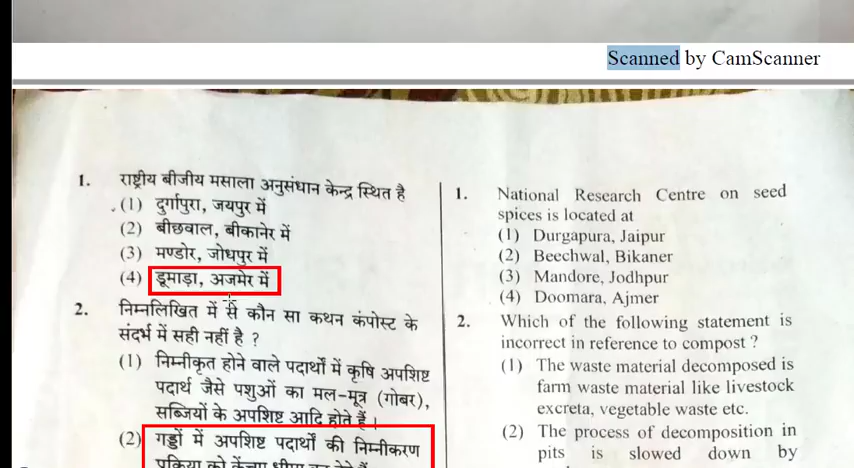 Scanned by CamScanner
1. राष्ट्रीय बीजीय मसाला अनुसंधान केन्द्र स्थित है
(1) दुर्गापुरा, जयपुर में
(2) बीछवाल, बीकानेर में
(3) मण्डोर, जोधपुर में
(4) डूमाड़ा, अजमेर में
2. निम्नलिखित में से कौन सा कथन कंपोस्ट के
संदर्भ में सही नहीं है ?
(1) निम्नीकृत होने वाले पदार्थों में कृषि अपशिष्ट
पदार्थ जैसे पशुओं का मल-मूत्र (गोबर),
सब्जियों के अपशिष्ट आदि होते हैं ।
(2) गड्ढों में अपशिष्ट पदार्थों की निम्नीकरण
1. National Research Centre on seed
spices is located at
(1) Durgapura, Jaipur
(2) Beechwal, Bikaner
(3) Mandore, Jodhpur
(4) Doomara, Ajmer
2. Which of the following statement is
incorrect in reference to compost ?
(1) The waste material decomposed is
farm waste material like livestock
excreta, vegetable waste etc.
(2) The process of decomposition in
pits is slowed down by